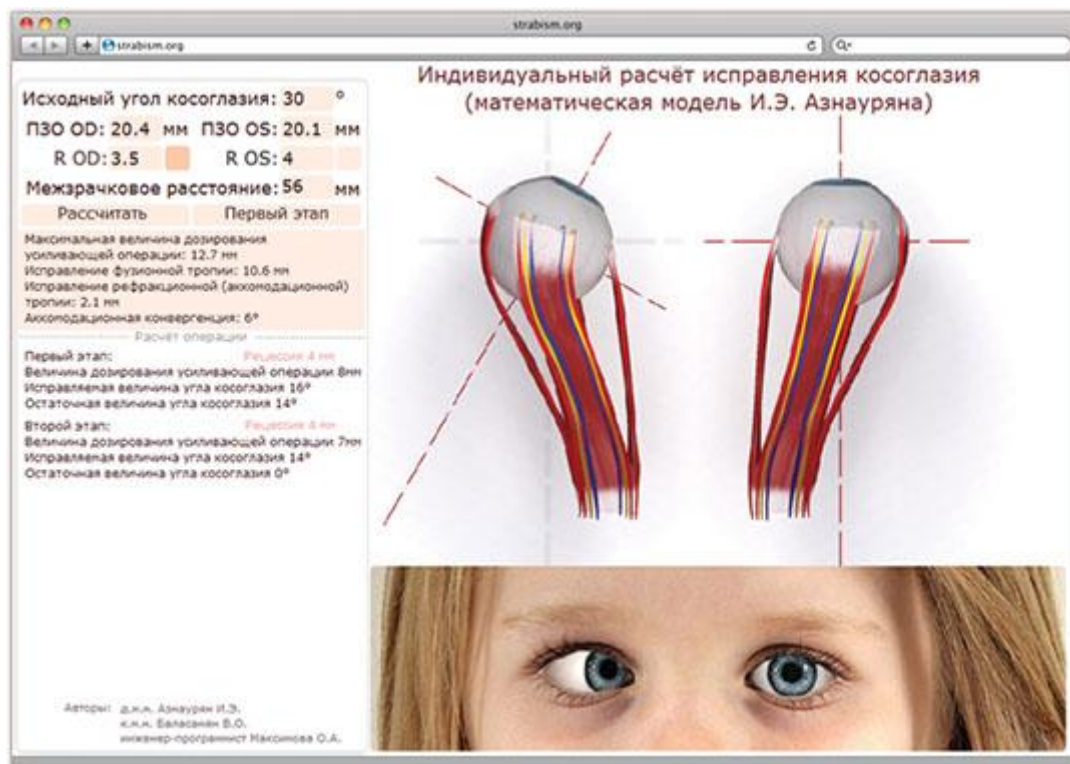 strabism.org
strabism.org
Индивидуальный расчёт исправления косоглазия
(математическая модель И.Э. Азнауряна)
Исходный угол косоглазия: 30 °
ПЗО OD: 20.4 мм ПЗО OS: 20.1 мм
R OD: 3.5 R OS: 4
Межзрачковое расстояние: 56 мм
Рассчитать Первый этап
Максимальная величина дозирования
усиливающей операции: 12.7 мм
Исправление фузионной тропии: 10.6 мм
Исправление рефракционной (аккомодационной)
тропии: 2.1 мм
Аккомодационная конвергенция: 6°
Расчёт операции
Первый этап: Рецессия 4 мм
Величина дозирования усиливающей операции 8мм
Исправляемая величина угла косоглазия 16°
Остаточная величина угла косоглазия 14°
Второй этап: Рецессия 4 мм
Величина дозирования усиливающей операции 7мм
Исправляемая величина угла косоглазия 14°
Остаточная величина угла косоглазия 0°
Авторы: д.м.н. Азнаурян И.Э.
к.м.н. Баласанян В.О.
инженер-программист Максимова О.А.